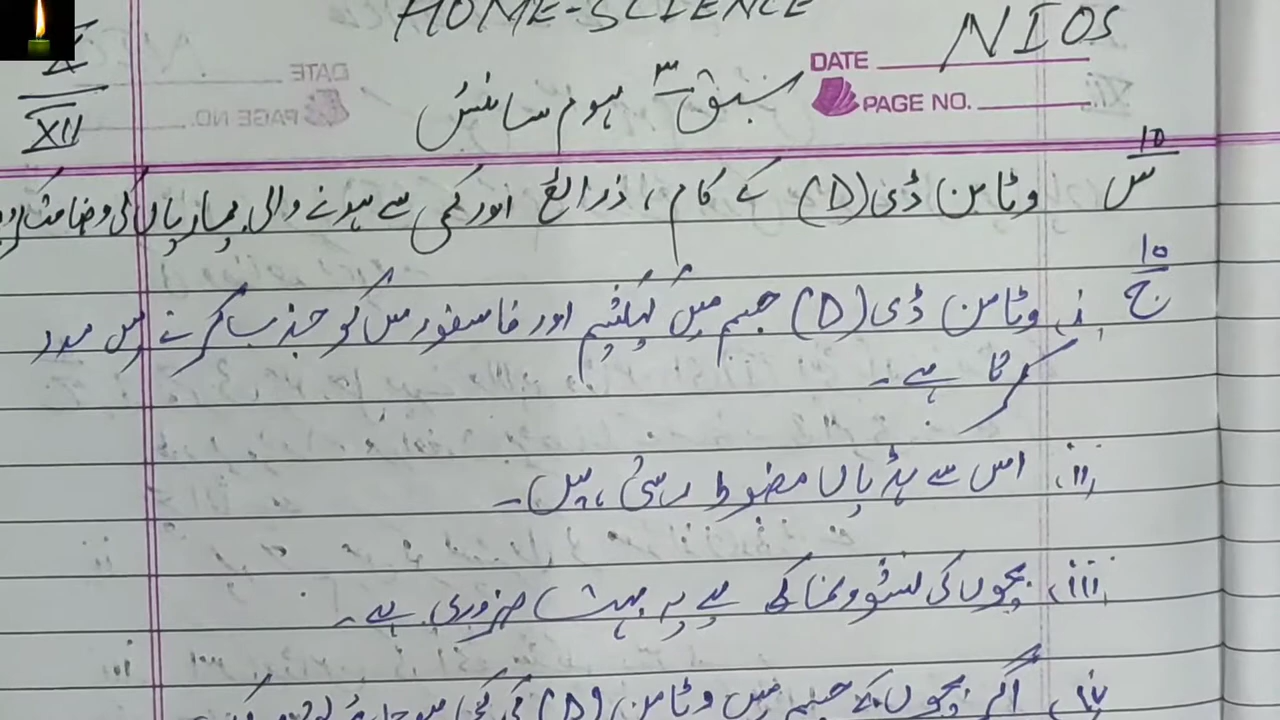 HOME-SCIENCE
NIOS
X
XII
DATE
PAGE NO.
سبق ۳ ہوم سائنس
س ۱۰ وٹامن ڈی (D) کے کام، ذرائع اور کمی سے ہونے والی بیماریاں کی وضاحت
ج ۱۰ i, وٹامن ڈی (D) جسم میں کیلشیم اور فاسفورس کو جذب کرنے میں مدد
کرتا ہے۔
ii, اس سے ہڈیاں مضبوط رہتی ہیں۔
iii, بچوں کی نشوونما کے لیے یہ بہت ضروری ہے۔
iv, اگر بچوں کے جسم میں وٹامن (D) کی کمی ہو جائے